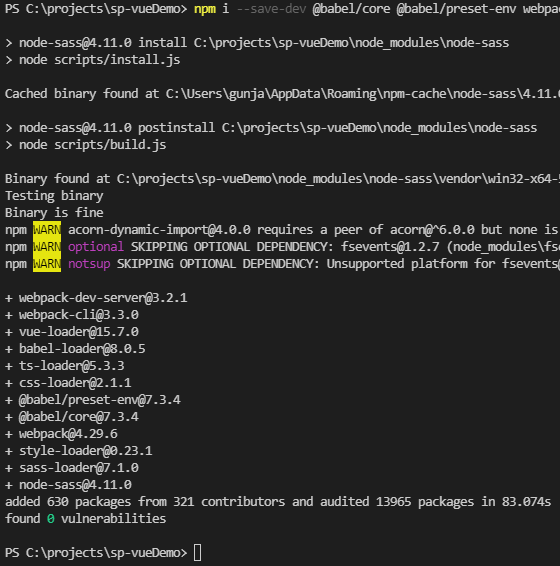 PS C:\projects\sp-vueDemo> npm i --save-dev @babel/core @babel/preset-env webpa
> node-sass@4.11.0 install C:\projects\sp-vueDemo\node_modules\node-sass
> node scripts/install.js
Cached binary found at C:\Users\gunja\AppData\Roaming\npm-cache\node-sass\4.11.
> node-sass@4.11.0 postinstall C:\projects\sp-vueDemo\node_modules\node-sass
> node scripts/build.js
Binary found at C:\projects\sp-vueDemo\node_modules\node-sass\vendor\win32-x64-
Testing binary
Binary is fine
npm WARN acorn-dynamic-import@4.0.0 requires a peer of acorn@^6.0.0 but none is
npm WARN optional SKIPPING OPTIONAL DEPENDENCY: fsevents@1.2.7 (node_modules\fse
npm WARN notsup SKIPPING OPTIONAL DEPENDENCY: Unsupported platform for fsevents@
+ webpack-dev-server@3.2.1
+ webpack-cli@3.3.0
+ vue-loader@15.7.0
+ babel-loader@8.0.5
+ ts-loader@5.3.3
+ css-loader@2.1.1
+ @babel/preset-env@7.3.4
+ @babel/core@7.3.4
+ webpack@4.29.6
+ style-loader@0.23.1
+ sass-loader@7.1.0
+ node-sass@4.11.0
added 630 packages from 321 contributors and audited 13965 packages in 83.074s
found 0 vulnerabilities
PS C:\projects\sp-vueDemo>